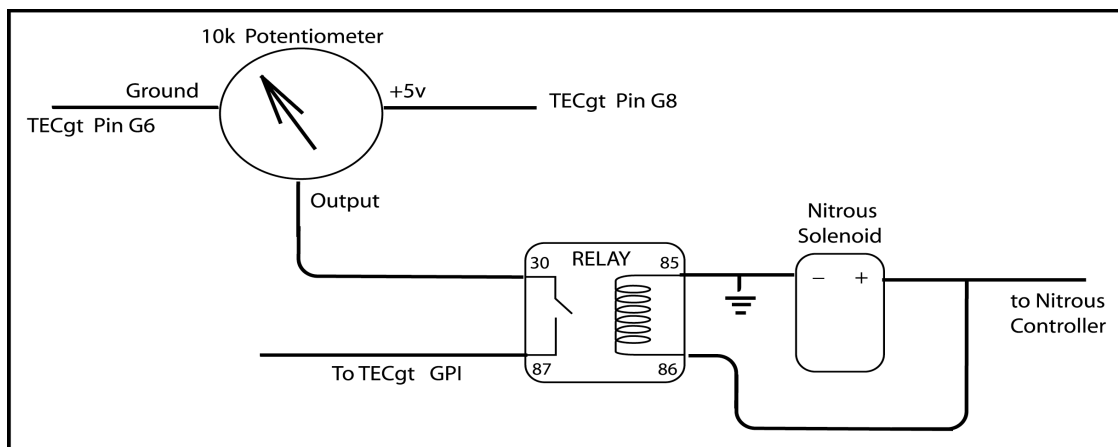 10k Potentiometer
Ground
+5v
TECgt Pin G6
TECgt Pin G8
Output
Nitrous
Solenoid
30
RELAY
85
− +
to Nitrous
Controller
87
86
To TECgt GPI